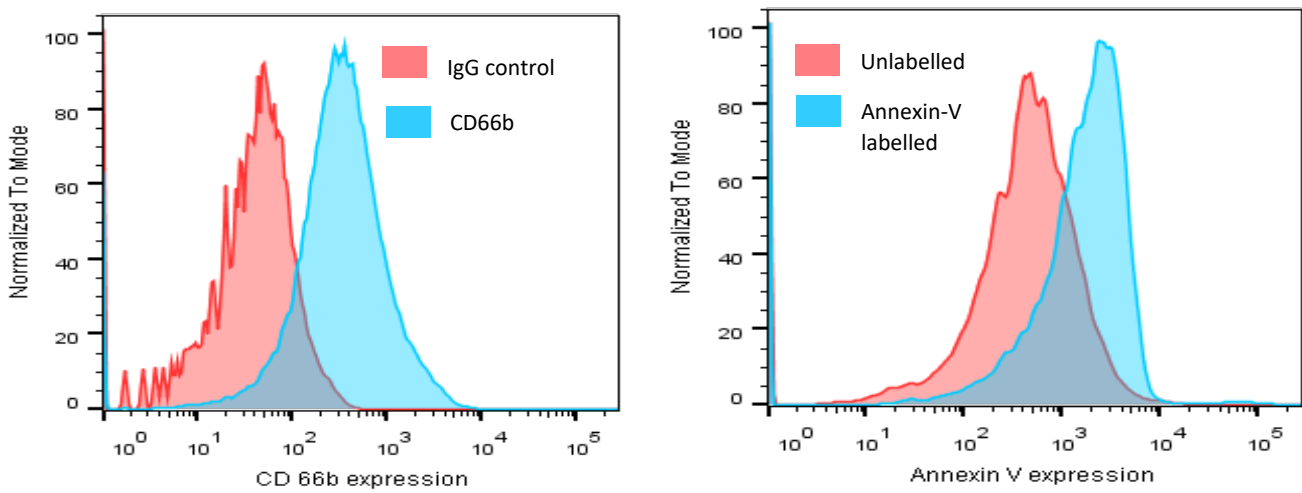 100
80
60
40
20
0
Normalized To Mode
IgG control
CD66b
10^0 10^1 10^2 10^3 10^4 10^5
CD 66b expression
100
80
60
40
20
0
Normalized To Mode
Unlabelled
Annexin-V
labelled
10^0 10^1 10^2 10^3 10^4 10^5
Annexin V expression